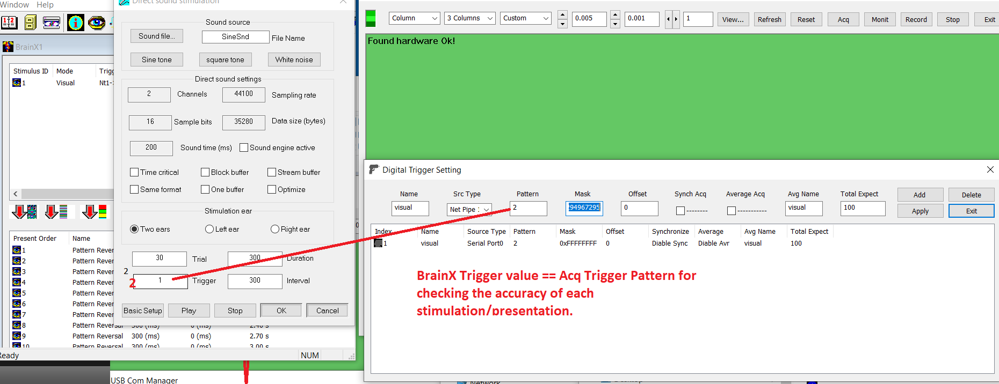 Window Help
Direct sound stimulation
BrainX1
Stimulus ID Mode Trigg
1 Visual Nt1->
Present Order Name
1 Pattern Rever
2 Pattern Rever
3 Pattern Rever
4 Pattern Rever
5 Pattern Rever
6 Pattern Rever
7 Pattern Rever
8 Pattern Reversal 300 (ms) 0 (ms) 2.40 s
9 Pattern Reversal 300 (ms) 0 (ms) 2.70 s
10 Pattern Reversal 300 (ms) 0 (ms) 3.00 s
Ready NUM
USB Com Manager
Sound source
Sound file... SineSnd File Name
Sine tone square tone White noise
Direct sound settings
2 Channels 44100 Sampling rate
16 Sample bits 35280 Data size (bytes)
200 Sound time (ms) Sound engine active
Time critical Block buffer Stream buffer
Same format One buffer Optimize
Stimulation ear
Two ears Left ear Right ear
30 Trial 300 Duration
2
2 1 Trigger 300 Interval
Basic Setup Play Stop OK Cancel
Column 3 Columns Custom 0.005 0.001 1 View... Refresh Reset Acq Monit Record Stop Exit
Found hardware Ok!
Digital Trigger Setting
Name Src Type Pattern Mask Offset Synch Acq Average Acq Avg Name Total Expect Add Delete
visual Net Pipe 2 294967295 0 -------- ----------- visual 100 Apply Exit
Index Name Source Type Pattern Mask Offset Synchronize Average Avg Name Total Expect
1 visual Serial Port0 2 0xFFFFFFFF 0 Diable Sync Diable Avr visual 100
BrainX Trigger value == Acq Trigger Pattern for
checking the accuracy of each
stimulation/presentation.
Network Desktop